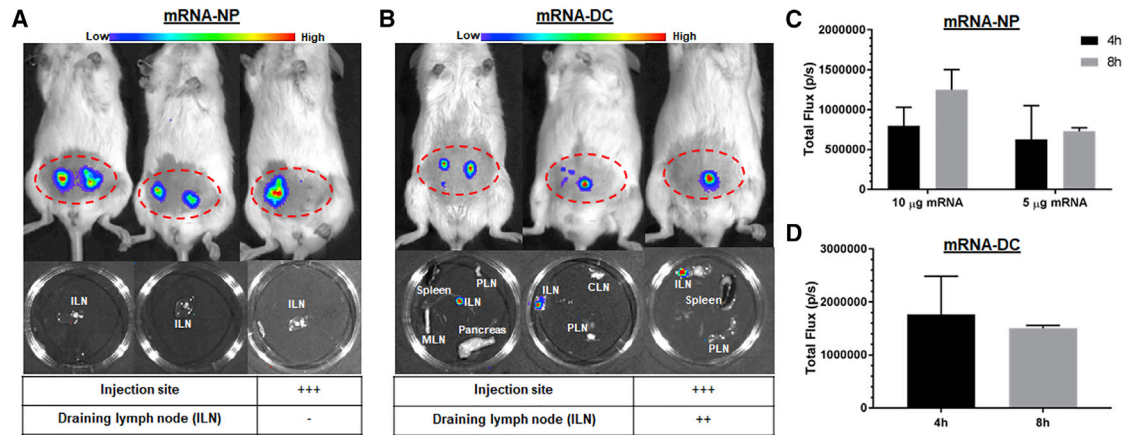 A
mRNA-NP
Low High
ILN
ILN
ILN
Injection site +++
Draining lymph node (ILN) -
B
mRNA-DC
Low High
Spleen PLN
ILN
MLN Pancreas
CLN
ILN
PLN
ILN
Spleen
PLN
Injection site +++
Draining lymph node (ILN) ++
C
mRNA-NP
4h
8h
Total Flux (p/s)
2000000
1500000
1000000
500000
0
10 μg mRNA 5 μg mRNA
D
mRNA-DC
Total Flux (p/s)
3000000
2000000
1000000
0
4h 8h